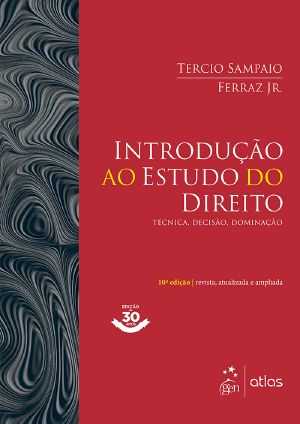 TERCIO SAMPAIO
FERRAZ JR.
INTRODUÇÃO
AO ESTUDO DO
DIREITO
TÉCNICA, DECISÃO, DOMINAÇÃO
10ª edição | revista, atualizada e ampliada
edição
30
anos
gen
atlas